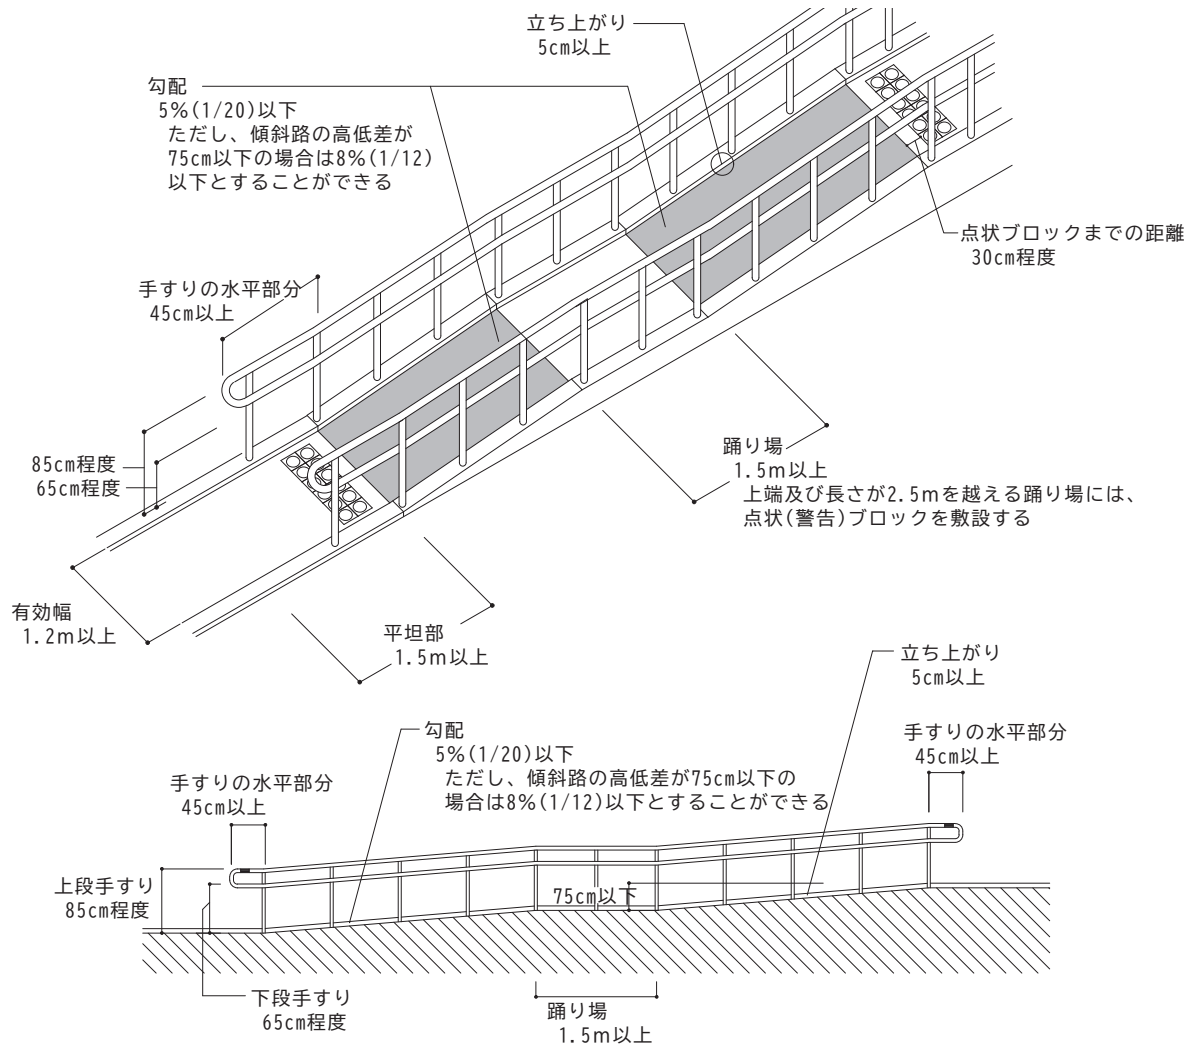 立ち上がり
5cm以上
勾配
5%(1/20)以下
ただし、傾斜路の高低差が
75cm以下の場合は8%(1/12)
以下とすることができる
点状ブロックまでの距離
30cm程度
手すりの水平部分
45cm以上
85cm程度
65cm程度
踊り場
1.5m以上
上端及び長さが2.5mを越える踊り場には、
点状(警告)ブロックを敷設する
有効幅
1.2m以上
平坦部
1.5m以上
立ち上がり
5cm以上
勾配
5%(1/20)以下
ただし、傾斜路の高低差が75cm以下の
場合は8%(1/12)以下とすることができる
手すりの水平部分
45cm以上
手すりの水平部分
45cm以上
上段手すり
85cm程度
75cm以下
下段手すり
65cm程度
踊り場
1.5m以上